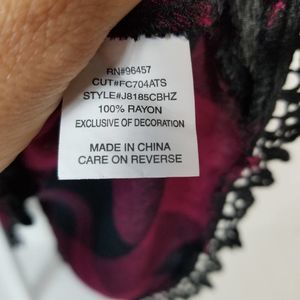 RN#96457
CUT#FC704ATS
STYLE#J8185CBHZ
100% RAYON
EXCLUSIVE OF DECORATION
MADE IN CHINA
CARE ON REVERSE